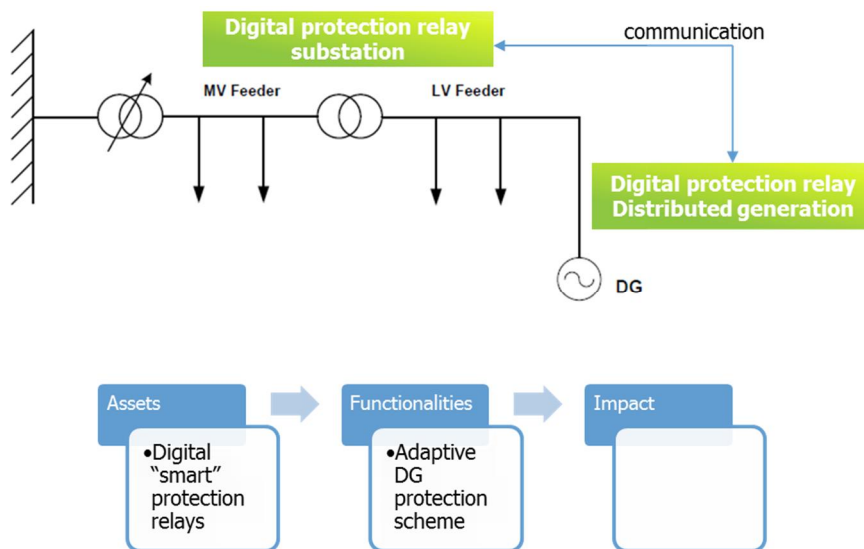 Digital protection relay
substation
communication
MV Feeder
LV Feeder
Digital protection relay
Distributed generation
DG
Assets
•Digital
“smart”
protection
relays
Functionalities
•Adaptive
DG
protection
scheme
Impact